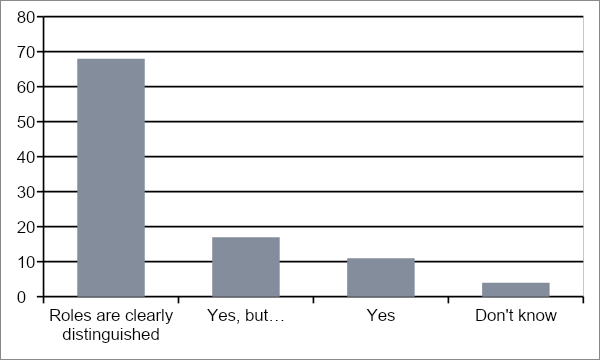 80
70
60
50
40
30
20
10
0
Roles are clearly distinguished
Yes, but…
Yes
Don't know